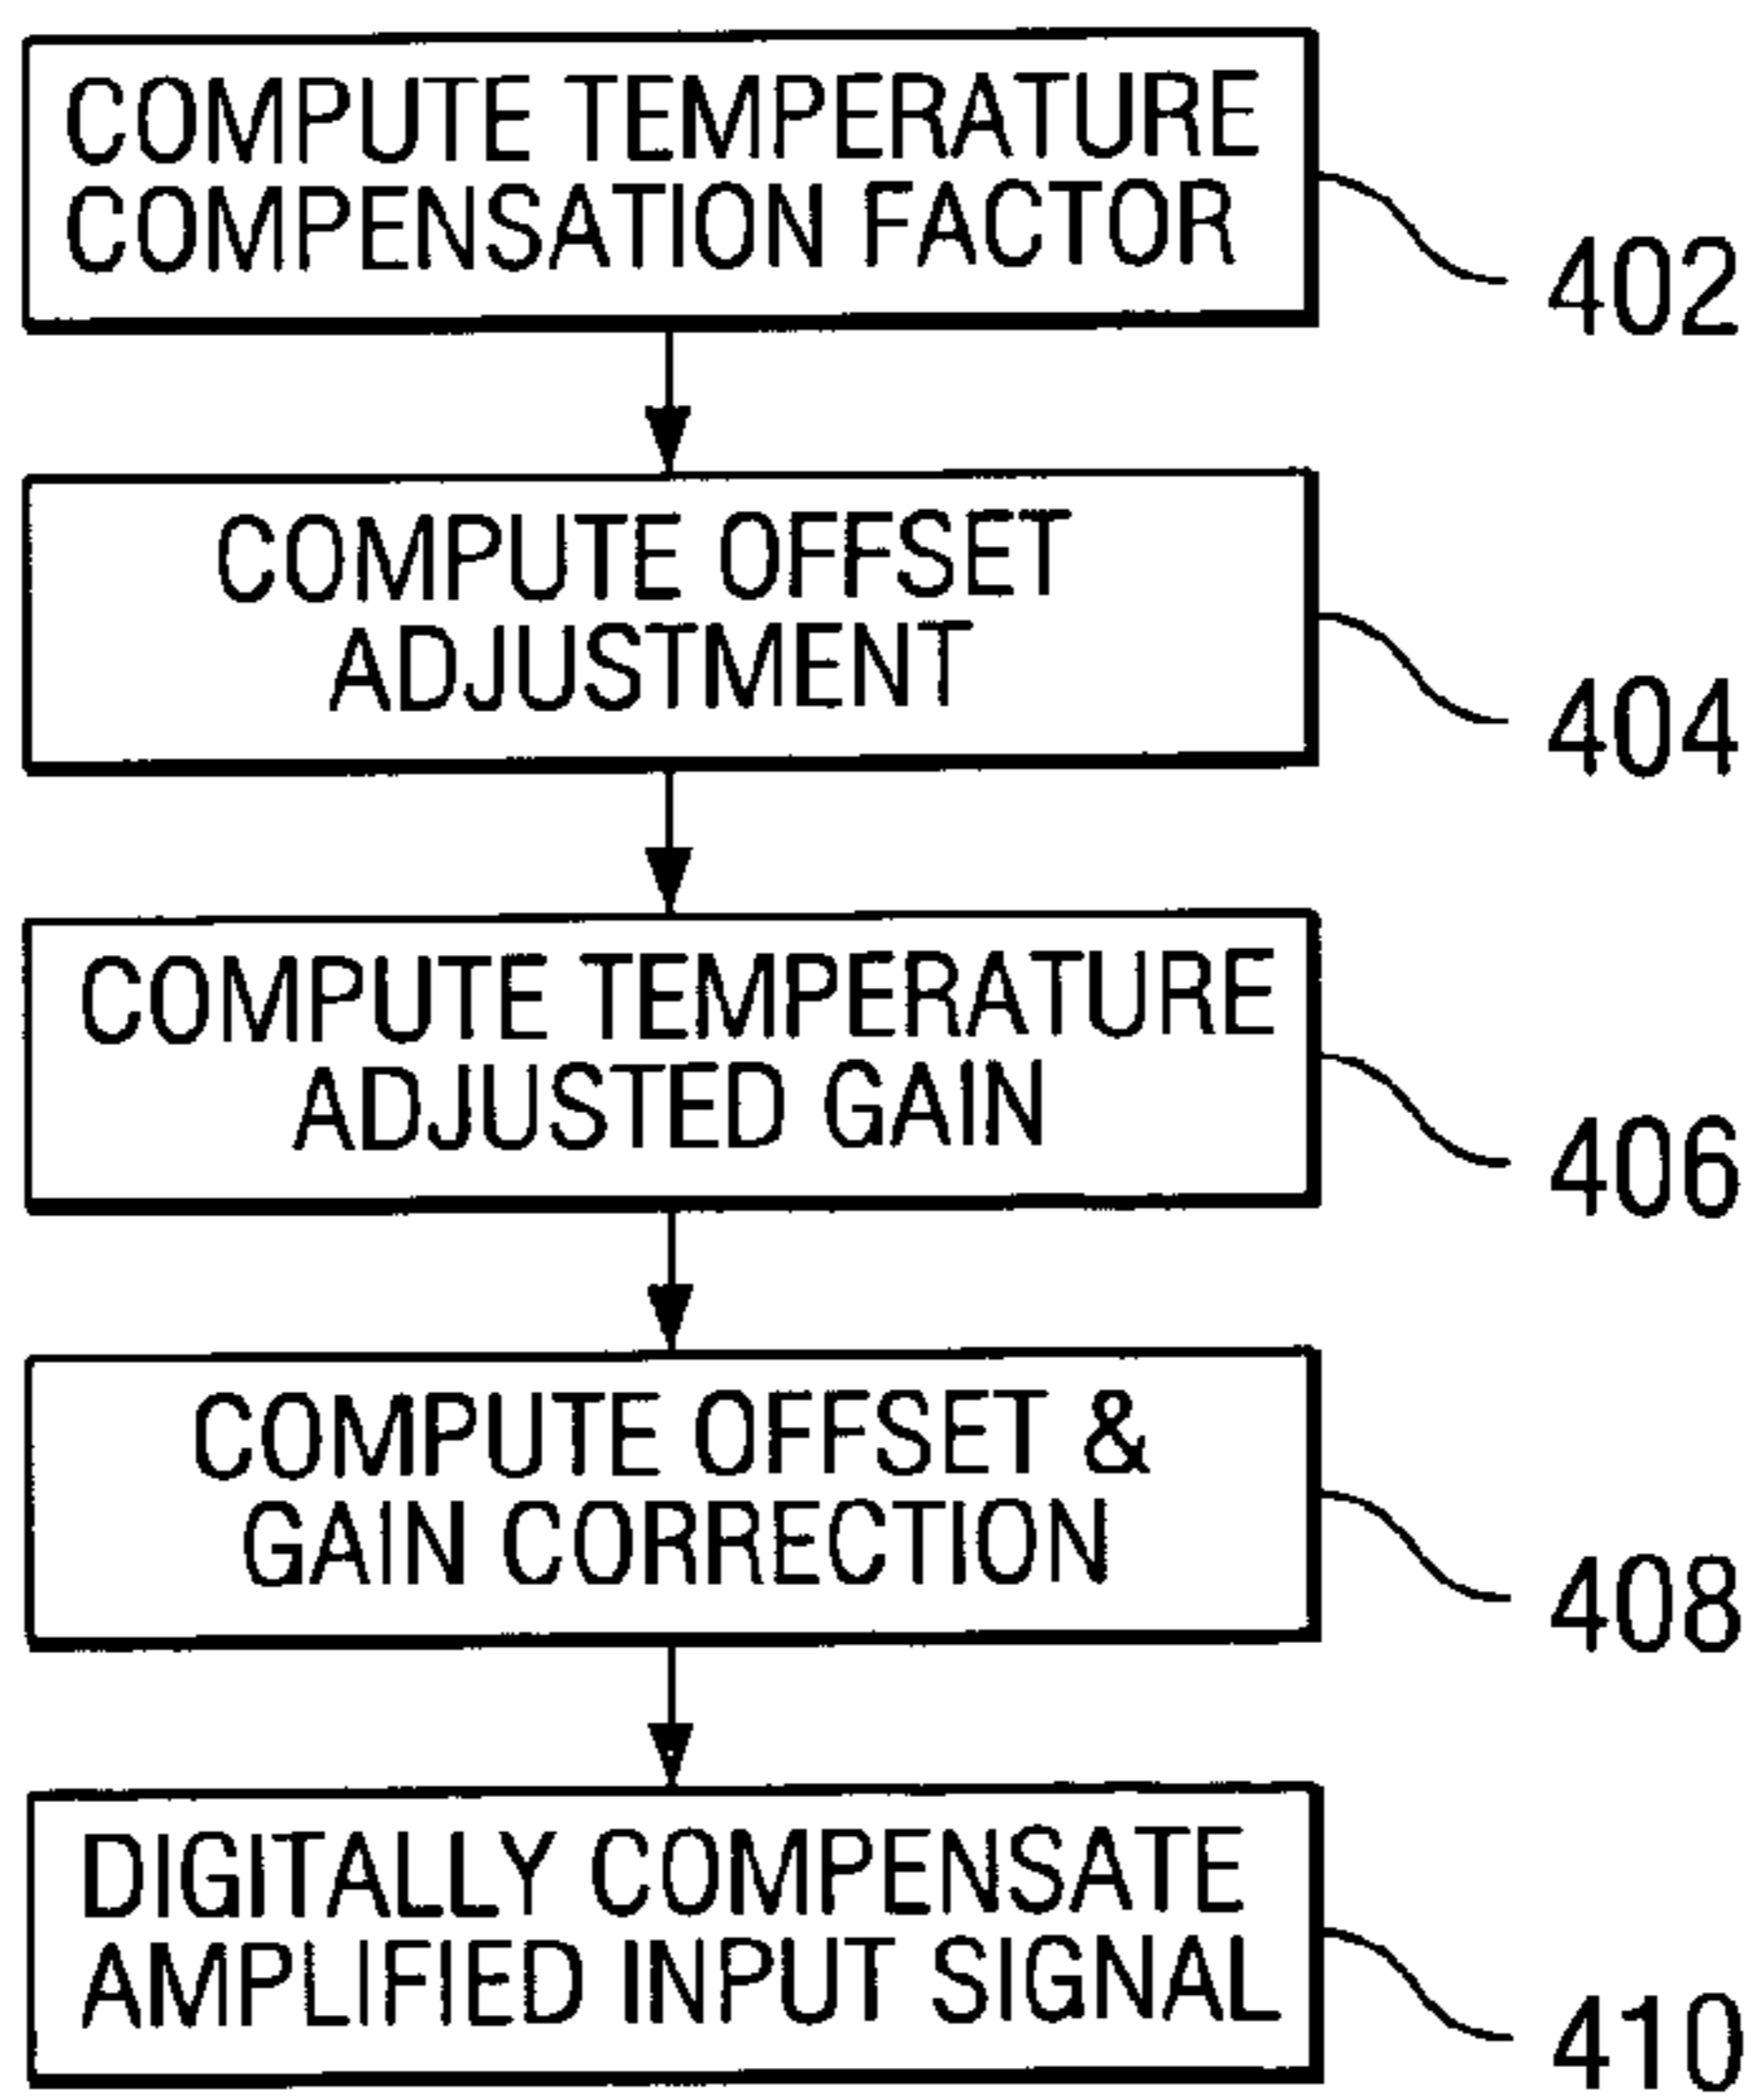 COMPUTE TEMPERATURE
COMPENSATION FACTOR
402
COMPUTE OFFSET
ADJUSTMENT
404
COMPUTE TEMPERATURE
ADJUSTED GAIN
406
COMPUTE OFFSET &
GAIN CORRECTION
408
DIGITALLY COMPENSATE
AMPLIFIED INPUT SIGNAL
410